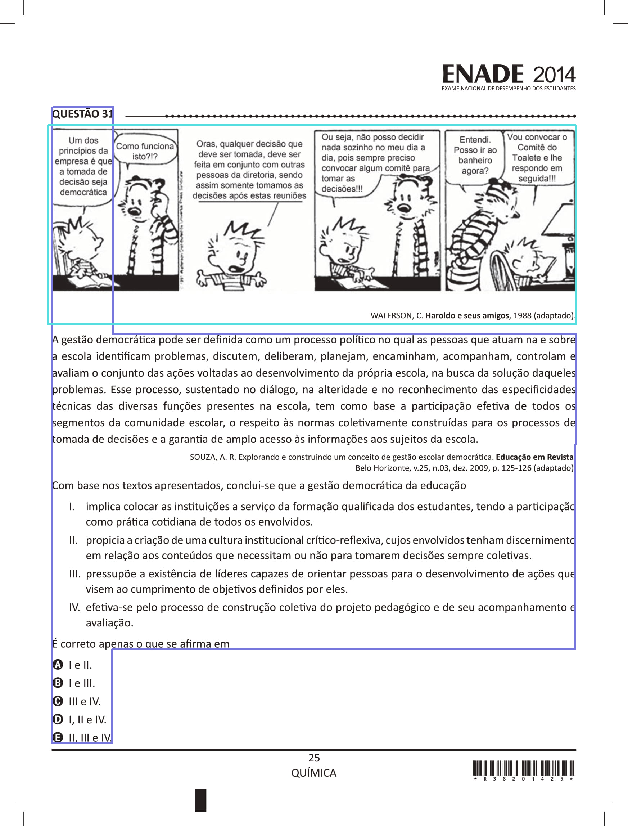 ENADE 2014
EXAME NACIONAL DE DESEMPENHO DOS ESTUDANTES
QUESTÃO 31
Um dos
princípios da
empresa é que
a tomada de
decisão seja
democrática
Como funciona
isto?!?
Oras, qualquer decisão que
deve ser tomada, deve ser
feita em conjunto com outras
pessoas da diretoria, sendo
assim somente tomamos as
decisões após estas reuniões
Ou seja, não posso decidir
nada sozinho no meu dia a
dia, pois sempre preciso
convocar algum comitê para
tomar as
decisões!!!
Entendi.
Posso ir ao
banheiro
agora?
Vou convocar o
Comitê do
Toalete e lhe
respondo em
seguida!!!
WATERSON, C. Haroldo e seus amigos, 1988 (adaptado).
A gestão democrática pode ser definida como um processo político no qual as pessoas que atuam na e sobre
a escola identificam problemas, discutem, deliberam, planejam, encaminham, acompanham, controlam e
avaliam o conjunto das ações voltadas ao desenvolvimento da própria escola, na busca da solução daqueles
problemas. Esse processo, sustentado no diálogo, na alteridade e no reconhecimento das especificidades
técnicas das diversas funções presentes na escola, tem como base a participação efetiva de todos os
segmentos da comunidade escolar, o respeito às normas coletivamente construídas para os processos de
tomada de decisões e a garantia de amplo acesso às informações aos sujeitos da escola.
SOUZA, A. R. Explorando e construindo um conceito de gestão escolar democrática. Educação em Revista
Belo Horizonte, v.25, n.03, dez. 2009, p. 125-126 (adaptado)
Com base nos textos apresentados, conclui-se que a gestão democrática da educação
I. implica colocar as instituições a serviço da formação qualificada dos estudantes, tendo a participação
como prática cotidiana de todos os envolvidos.
II. propicia a criação de uma cultura institucional crítico-reflexiva, cujos envolvidos tenham discernimento
em relação aos conteúdos que necessitam ou não para tomarem decisões sempre coletivas.
III. pressupõe a existência de líderes capazes de orientar pessoas para o desenvolvimento de ações que
visem ao cumprimento de objetivos definidos por eles.
IV. efetiva-se pelo processo de construção coletiva do projeto pedagógico e de seu acompanhamento e
avaliação.
É correto apenas o que se afirma em
A I e II.
B I e III.
C III e IV.
D I, II e IV.
E II, III e IV.
25
QUÍMICA